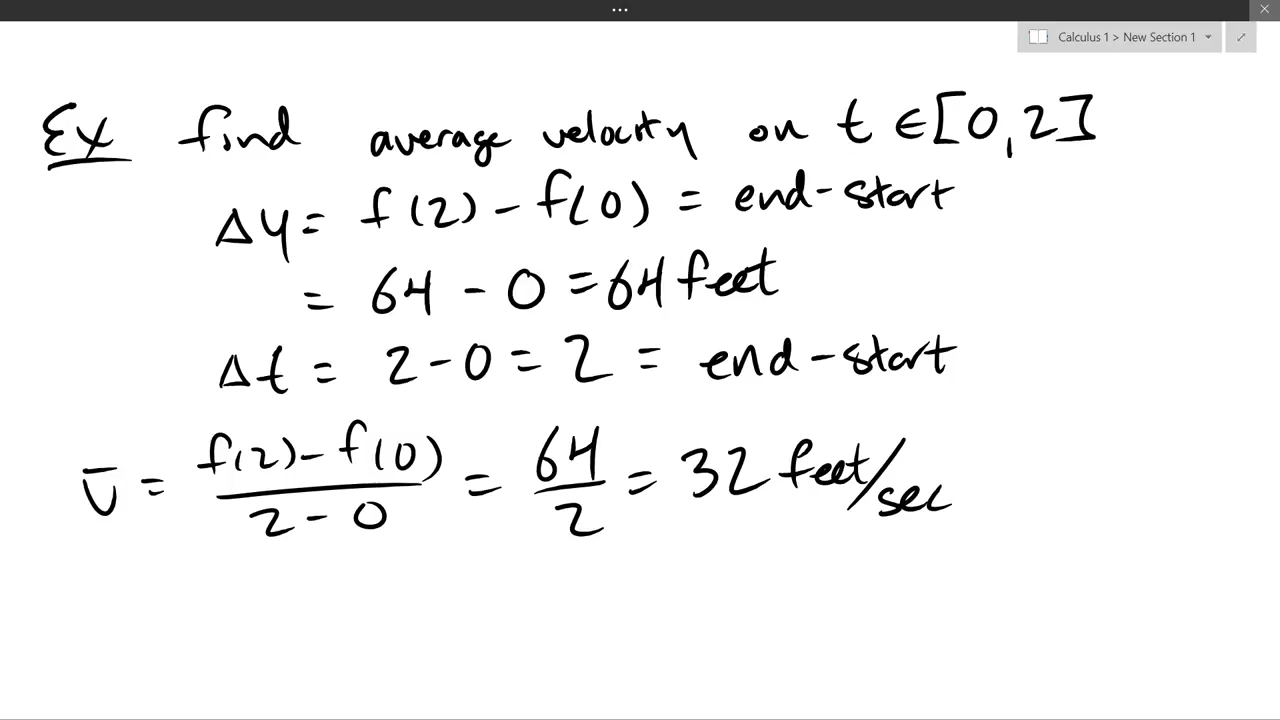 ...
Calculus 1 > New Section 1
Ex find average velocity on t ∈ [0,2]
Δy = f(2) - f(0) = end-start
= 64 - 0 = 64 feet
Δt = 2 - 0 = 2 = end-start
v̄ = f(2) - f(0) / 2 - 0 = 64 / 2 = 32 feet/sec